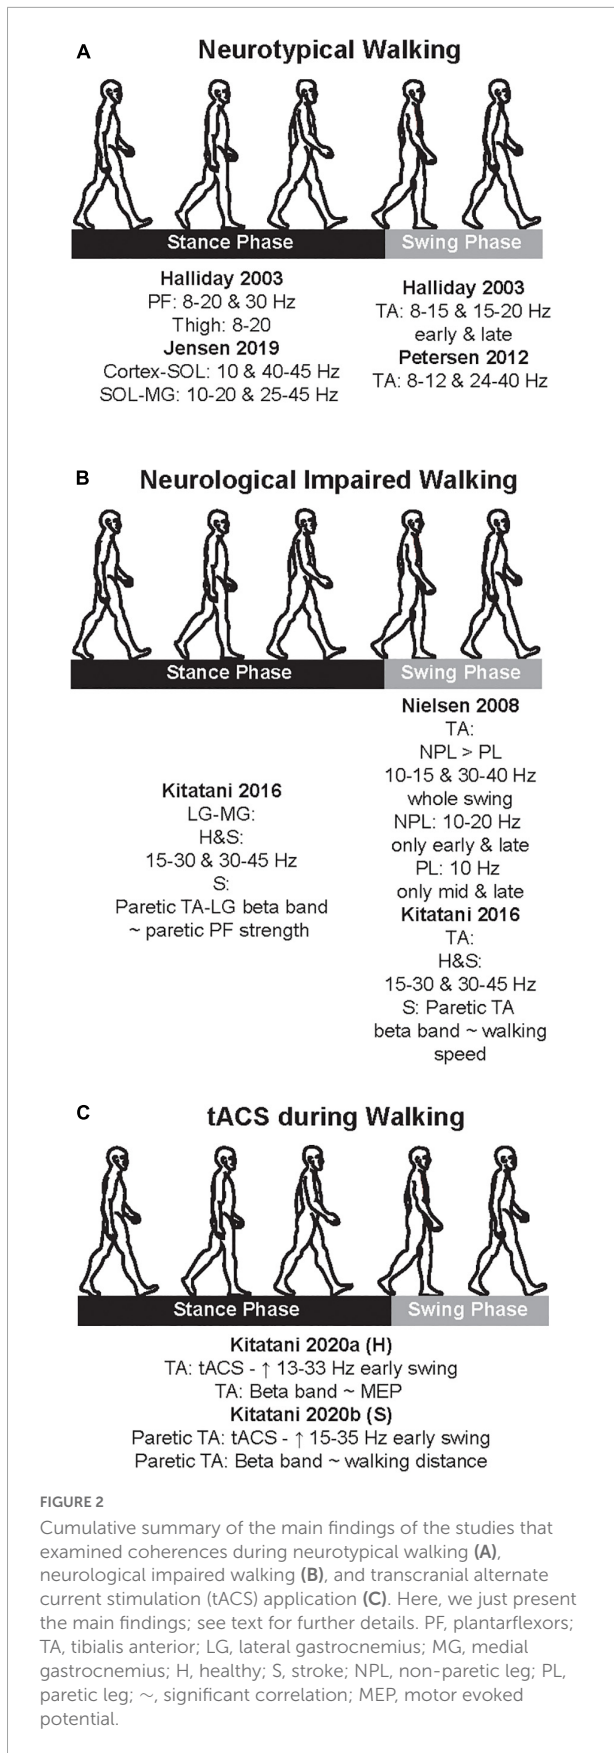 A
Neurotypical Walking
Stance Phase
Swing Phase
Halliday 2003
PF: 8-20 & 30 Hz
Thigh: 8-20
Jensen 2019
Cortex-SOL: 10 & 40-45 Hz
SOL-MG: 10-20 & 25-45 Hz
Halliday 2003
TA: 8-15 & 15-20 Hz
early & late
Petersen 2012
TA: 8-12 & 24-40 Hz
B
Neurological Impaired Walking
Stance Phase
Swing Phase
Kitatani 2016
LG-MG:
H&S:
15-30 & 30-45 Hz
S:
Paretic TA-LG beta band
~ paretic PF strength
Nielsen 2008
TA:
NPL > PL
10-15 & 30-40 Hz
whole swing
NPL: 10-20 Hz
only early & late
PL: 10 Hz
only mid & late
Kitatani 2016
TA:
H&S:
15-30 & 30-45 Hz
S: Paretic TA
beta band ~ walking
speed
C
tACS during Walking
Stance Phase
Swing Phase
Kitatani 2020a (H)
TA: tACS - ↑ 13-33 Hz early swing
TA: Beta band ~ MEP
Kitatani 2020b (S)
Paretic TA: tACS - ↑ 15-35 Hz early swing
Paretic TA: Beta band ~ walking distance
FIGURE 2
Cumulative summary of the main findings of the studies that
examined coherences during neurotypical walking (A),
neurological impaired walking (B), and transcranial alternate
current stimulation (tACS) application (C). Here, we just present
the main findings; see text for further details. PF, plantarflexors;
TA, tibialis anterior; LG, lateral gastrocnemius; MG, medial
gastrocnemius; H, healthy; S, stroke; NPL, non-paretic leg; PL,
paretic leg; ~, significant correlation; MEP, motor evoked
potential.